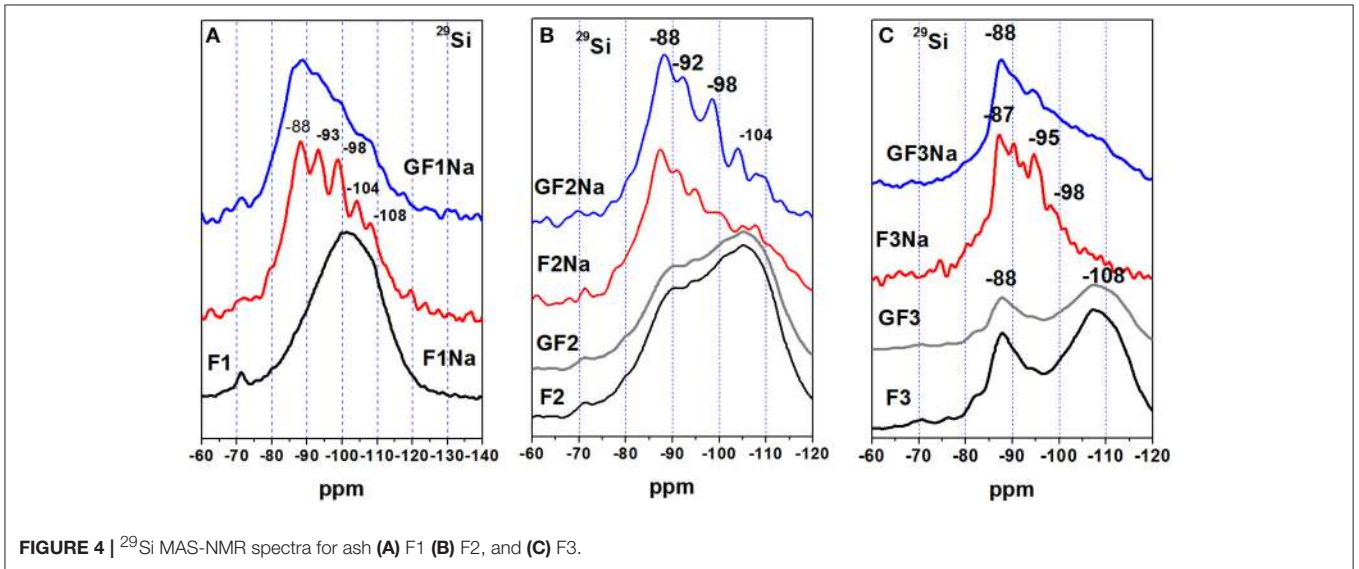 A
²⁹Si
-88
-93
-98
-104
-108
GF1Na
F1
F1Na
-60 -70 -80 -90 -100 -110 -120 -130 -140
ppm
B
²⁹Si
-88
-92
-98
-104
GF2Na
F2Na
GF2
F2
-60 -70 -80 -90 -100 -110 -120
ppm
C
²⁹Si
-88
-87
-95
GF3Na
-98
F3Na
-88
-108
GF3
F3
-60 -70 -80 -90 -100 -110 -120
ppm
FIGURE 4 | ²⁹Si MAS-NMR spectra for ash (A) F1 (B) F2, and (C) F3.